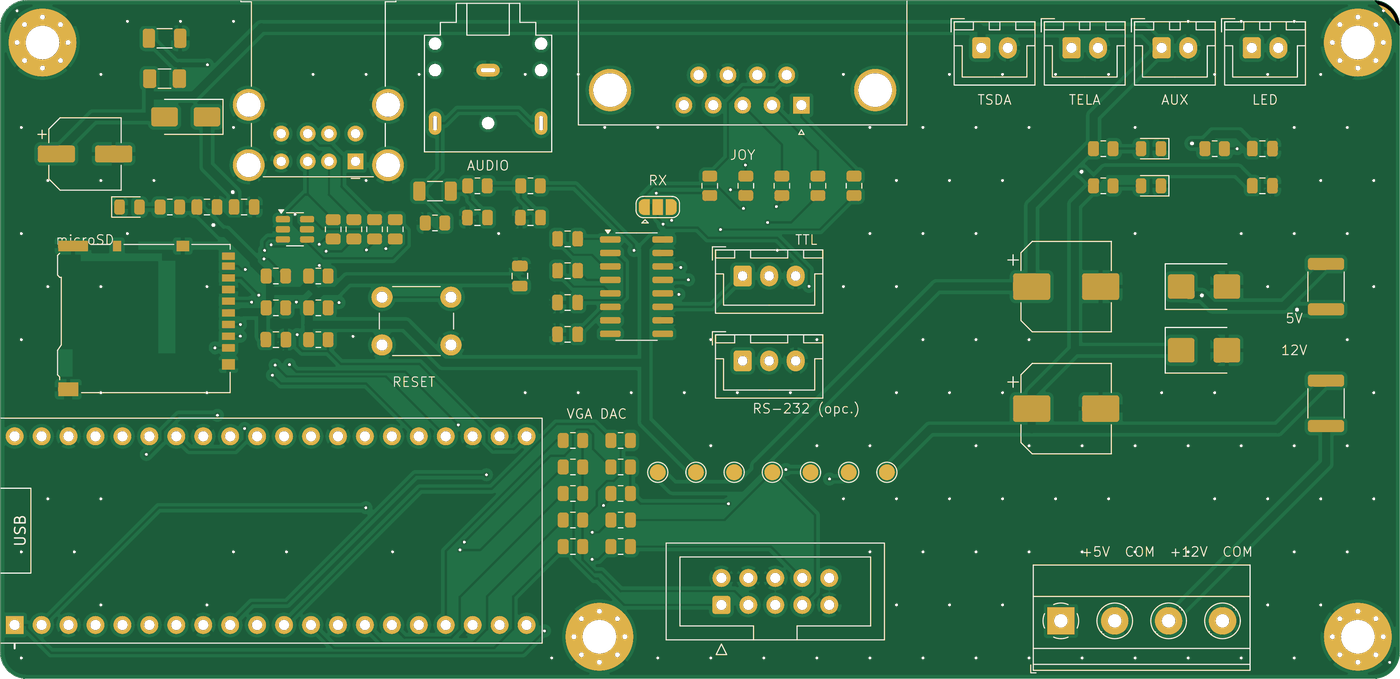 TSDA TELA AUX LED
JOY
AUDIO
RX
microSD
TTL
5V
12V
RESET
RS-232 (opc.)
VGA DAC
USB
+5V COM +12V COM